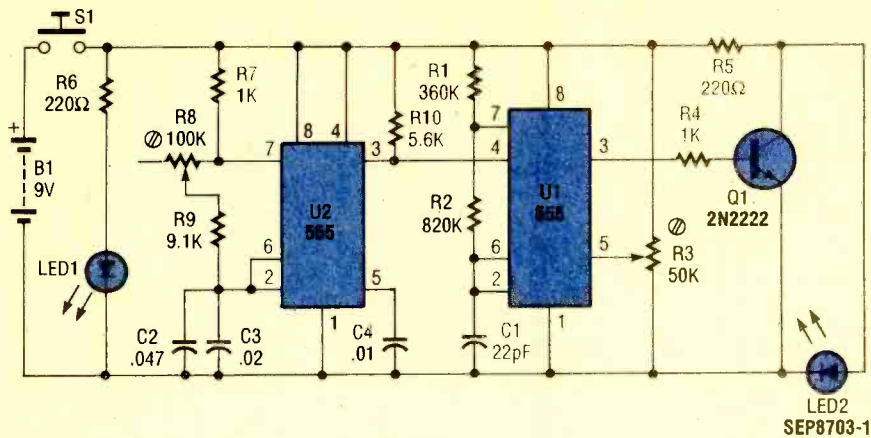 S1
R6
220Ω
R7
1K
R8
100K
R9
9.1K
+
B1
9V
LED1
C2
.047
C3
.02
C4
.01
8
4
7
3
6
2
5
1
U2
555
R10
5.6K
R1
360K
R2
820K
C1
22pF
8
7
4
3
6
5
2
1
U1
555
R5
220Ω
R4
1K
Q1
2N2222
R3
50K
LED2
SEP8703-1